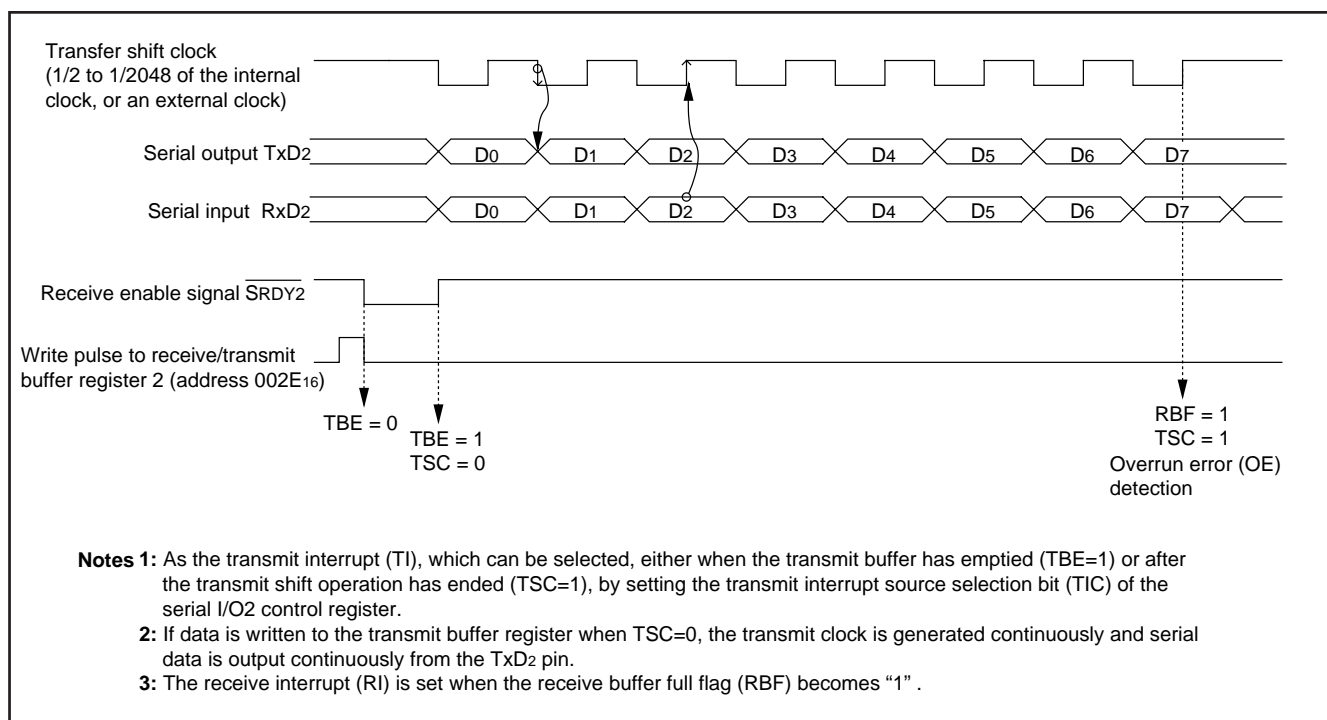 Transfer shift clock
(1/2 to 1/2048 of the internal
clock, or an external clock)
Serial output TxD2
D0 D1 D2 D3 D4 D5 D6 D7
Serial input RxD2
D0 D1 D2 D3 D4 D5 D6 D7
Receive enable signal SRDY2
Write pulse to receive/transmit
buffer register 2 (address 002E16)
TBE = 0
TBE = 1
TSC = 0
RBF = 1
TSC = 1
Overrun error (OE)
detection
Notes 1: As the transmit interrupt (TI), which can be selected, either when the transmit buffer has emptied (TBE=1) or after
the transmit shift operation has ended (TSC=1), by setting the transmit interrupt source selection bit (TIC) of the
serial I/O2 control register.
2: If data is written to the transmit buffer register when TSC=0, the transmit clock is generated continuously and serial
data is output continuously from the TxD2 pin.
3: The receive interrupt (RI) is set when the receive buffer full flag (RBF) becomes “1” .